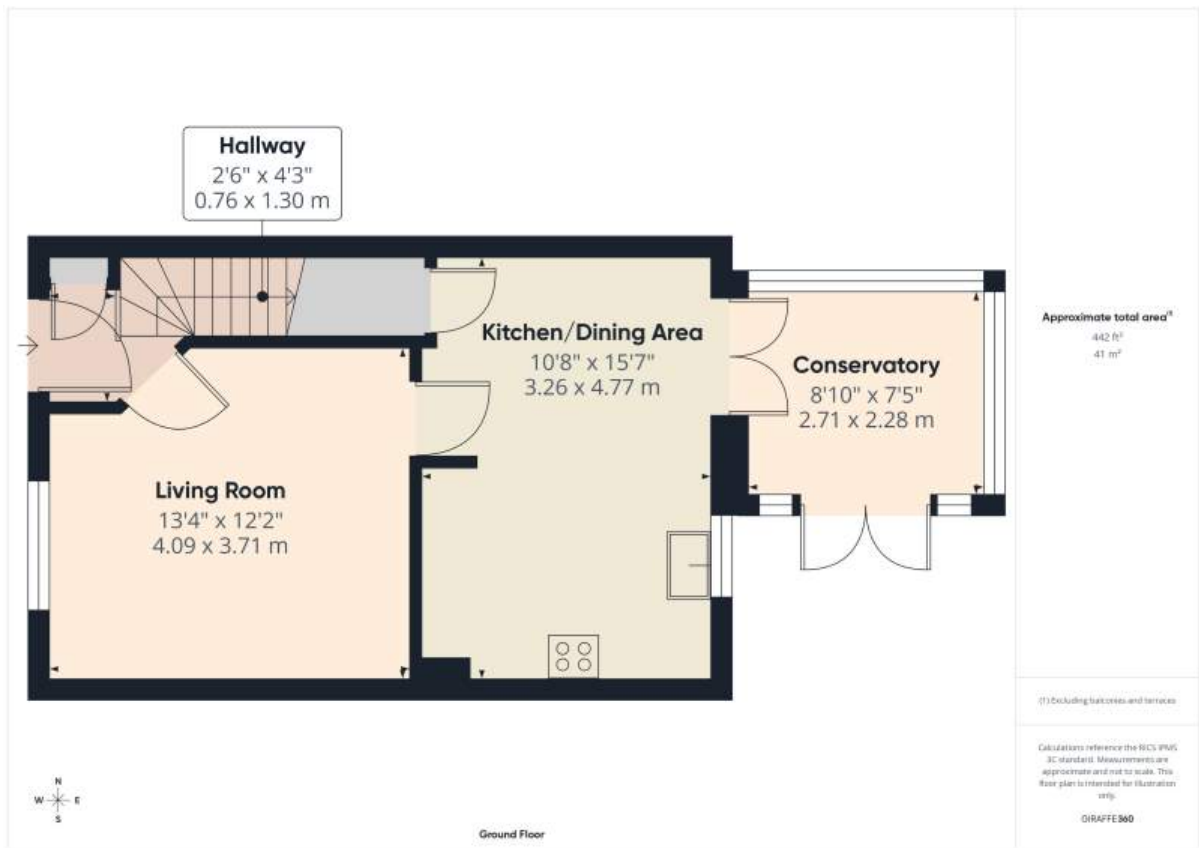 Hallway
2'6" x 4'3"
0.76 x 1.30 m
Kitchen/Dining Area
10'8" x 15'7"
3.26 x 4.77 m
Conservatory
8'10" x 7'5"
2.71 x 2.28 m
Living Room
13'4" x 12'2"
4.09 x 3.71 m
N
W E
S
Ground Floor
Approximate total area⁽¹⁾
442 ft²
41 m²
(1) Excluding balconies and terraces
Calculations reference the RICS IPMS
3C standard. Measurements are
approximate and not to scale. This
floor plan is intended for illustration
only.
GIRAFFE360